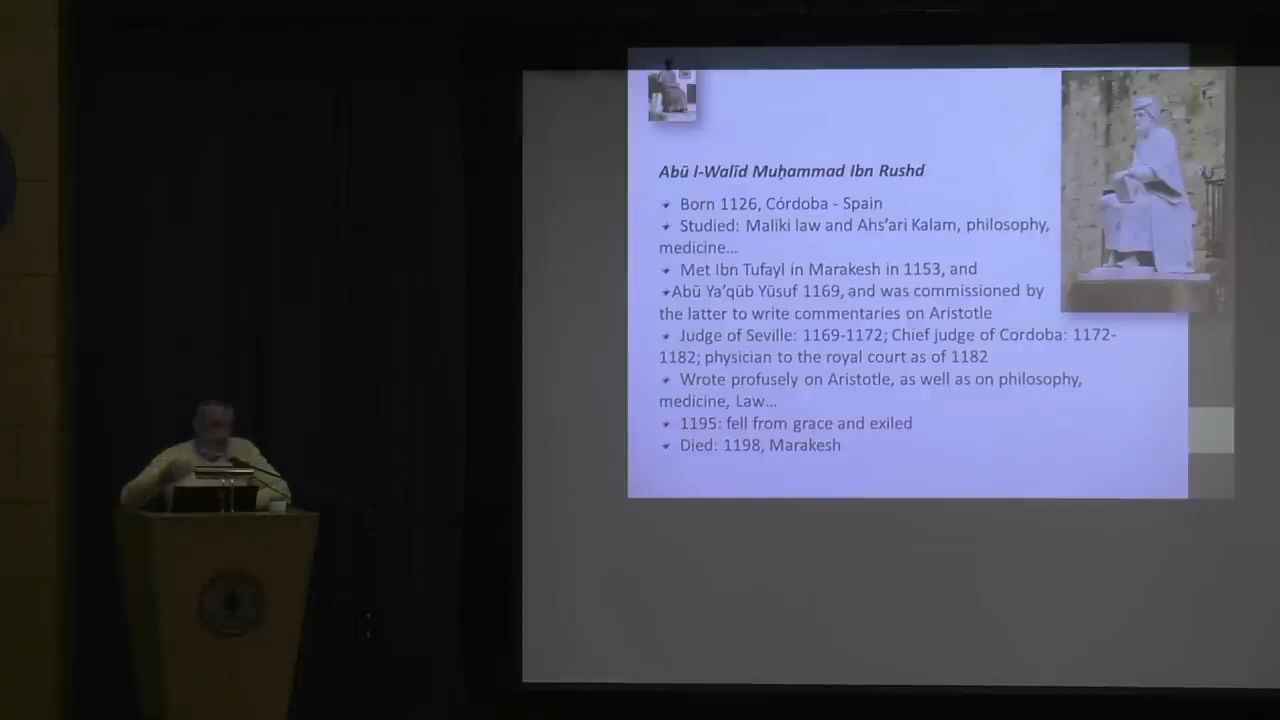 Abū l-Walīd Muḥammad Ibn Rushd
Born 1126, Córdoba - Spain
Studied: Maliki law and Ahs’ari Kalam, philosophy,
medicine…
Met Ibn Tufayl in Marakesh in 1153, and
Abū Ya’qūb Yūsuf 1169, and was commissioned by
the latter to write commentaries on Aristotle
Judge of Seville: 1169-1172; Chief judge of Cordoba: 1172-
1182; physician to the royal court as of 1182
Wrote profusely on Aristotle, as well as on philosophy,
medicine, Law…
1195: fell from grace and exiled
Died: 1198, Marakesh